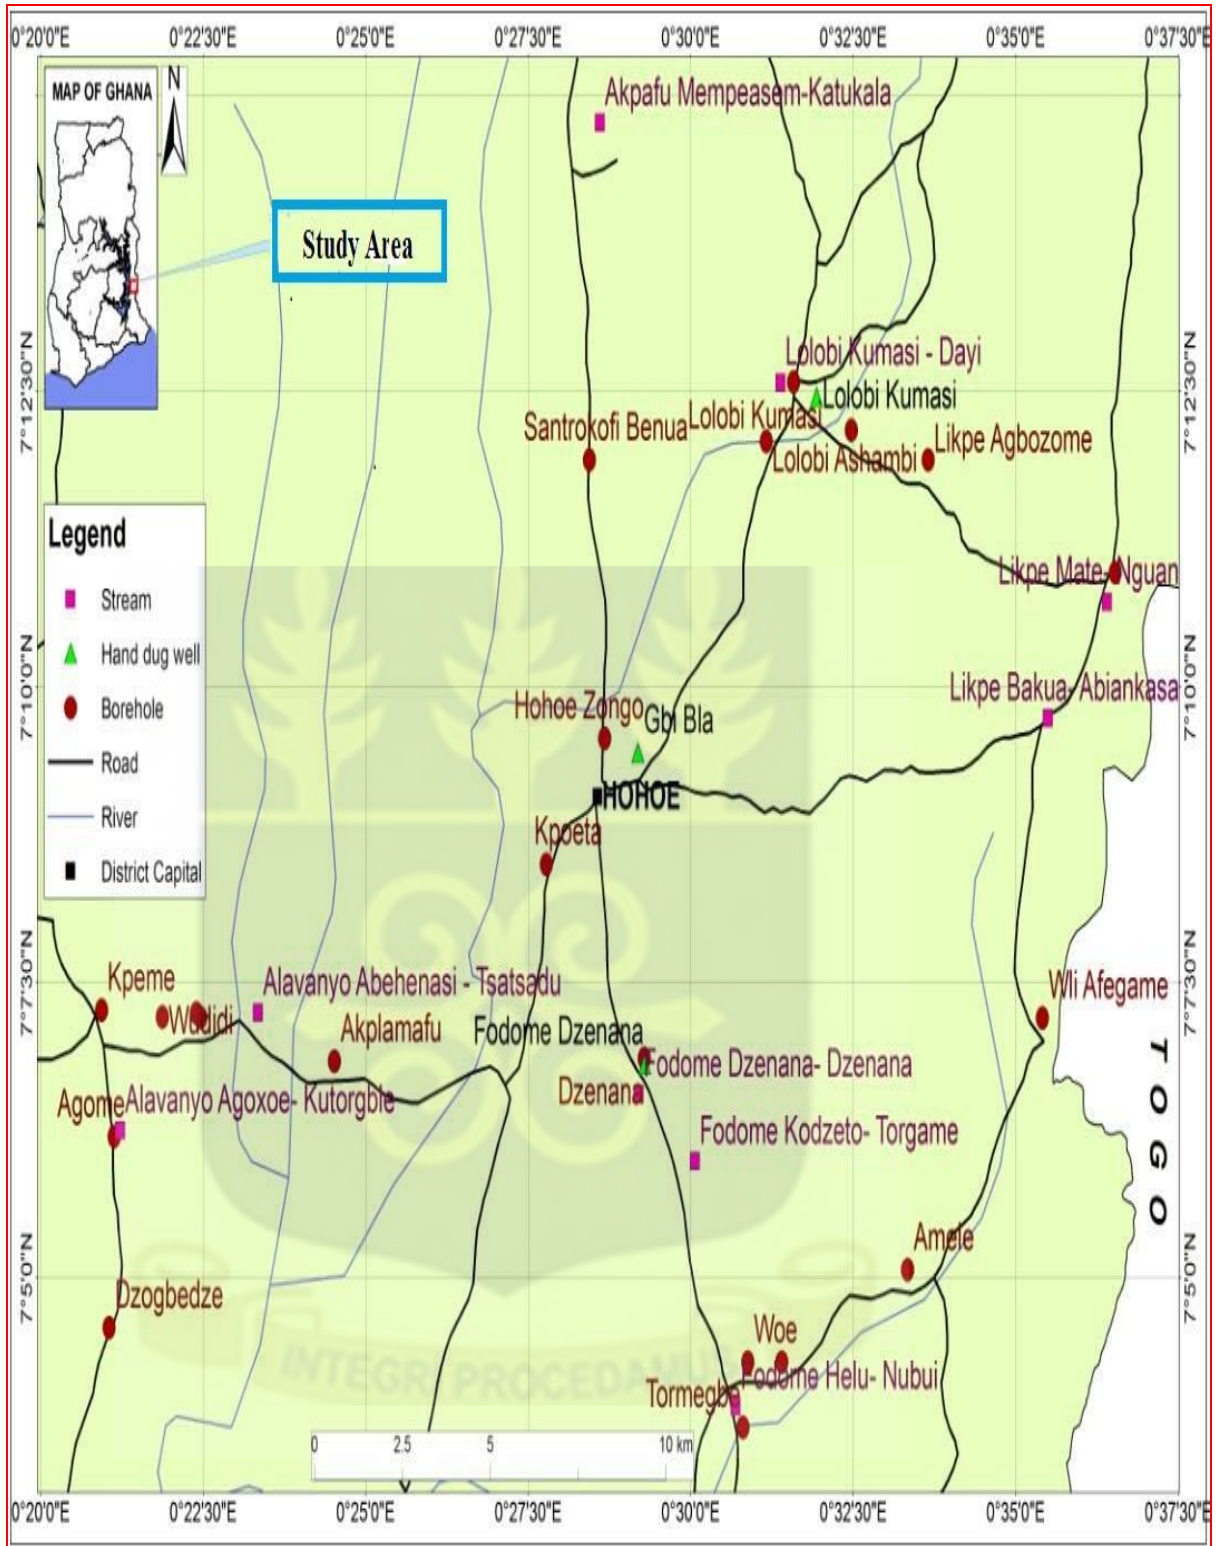 0°20'0"E 0°22'30"E 0°25'0"E 0°27'30"E 0°30'0"E 0°32'30"E 0°35'0"E 0°37'30"E
MAP OF GHANA
N
Akpafu Mempeasem-Katukala
Study Area
7°12'30"N
7°12'30"N
Lolobi Kumasi - Dayi
Lolobi Kumasi
Santrokofi Benua
Lolobi Kumasi
Likpe Agbozome
Lolobi Ashambi
Legend
Stream
Hand dug well
Borehole
Road
River
District Capital
Likpe Mate- Nguan
7°10'0"N
7°10'0"N
Likpe Bakua- Abiankasa
Hohoe Zongo
Gbi Bla
HOHOE
Kpoeta
7°7'30"N
7°7'30"N
Kpeme
Alavanyo Abehenasi - Tsatsadu
Wli Afegame
Wudidi
Akplamafu
Fodome Dzenana
Fodome Dzenana- Dzenana
Dzenana
Agome
Alavanyo Agoxoe- Kutorgble
Fodome Kodzeto- Torgame
TOGO
7°5'0"N
7°5'0"N
Amele
Dzogbedze
Woe
INTEGRI PROCEDAMUS
Fodome Helu- Nubui
Tormegbe
0 2.5 5 10 km
0°20'0"E 0°22'30"E 0°25'0"E 0°27'30"E 0°30'0"E 0°32'30"E 0°35'0"E 0°37'30"E